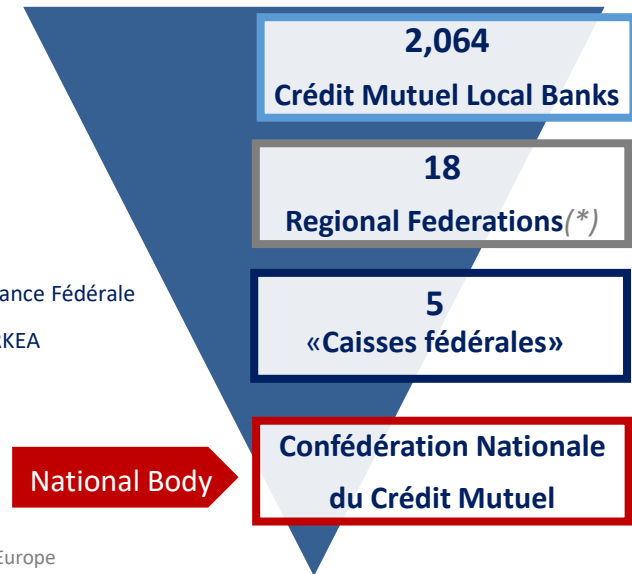 2,064
Crédit Mutuel Local Banks
18
Regional Federations(*)
ance Fédérale
5
«Caisses fédérales»
KEA
Confédération Nationale
National Body
du Crédit Mutuel
Europe